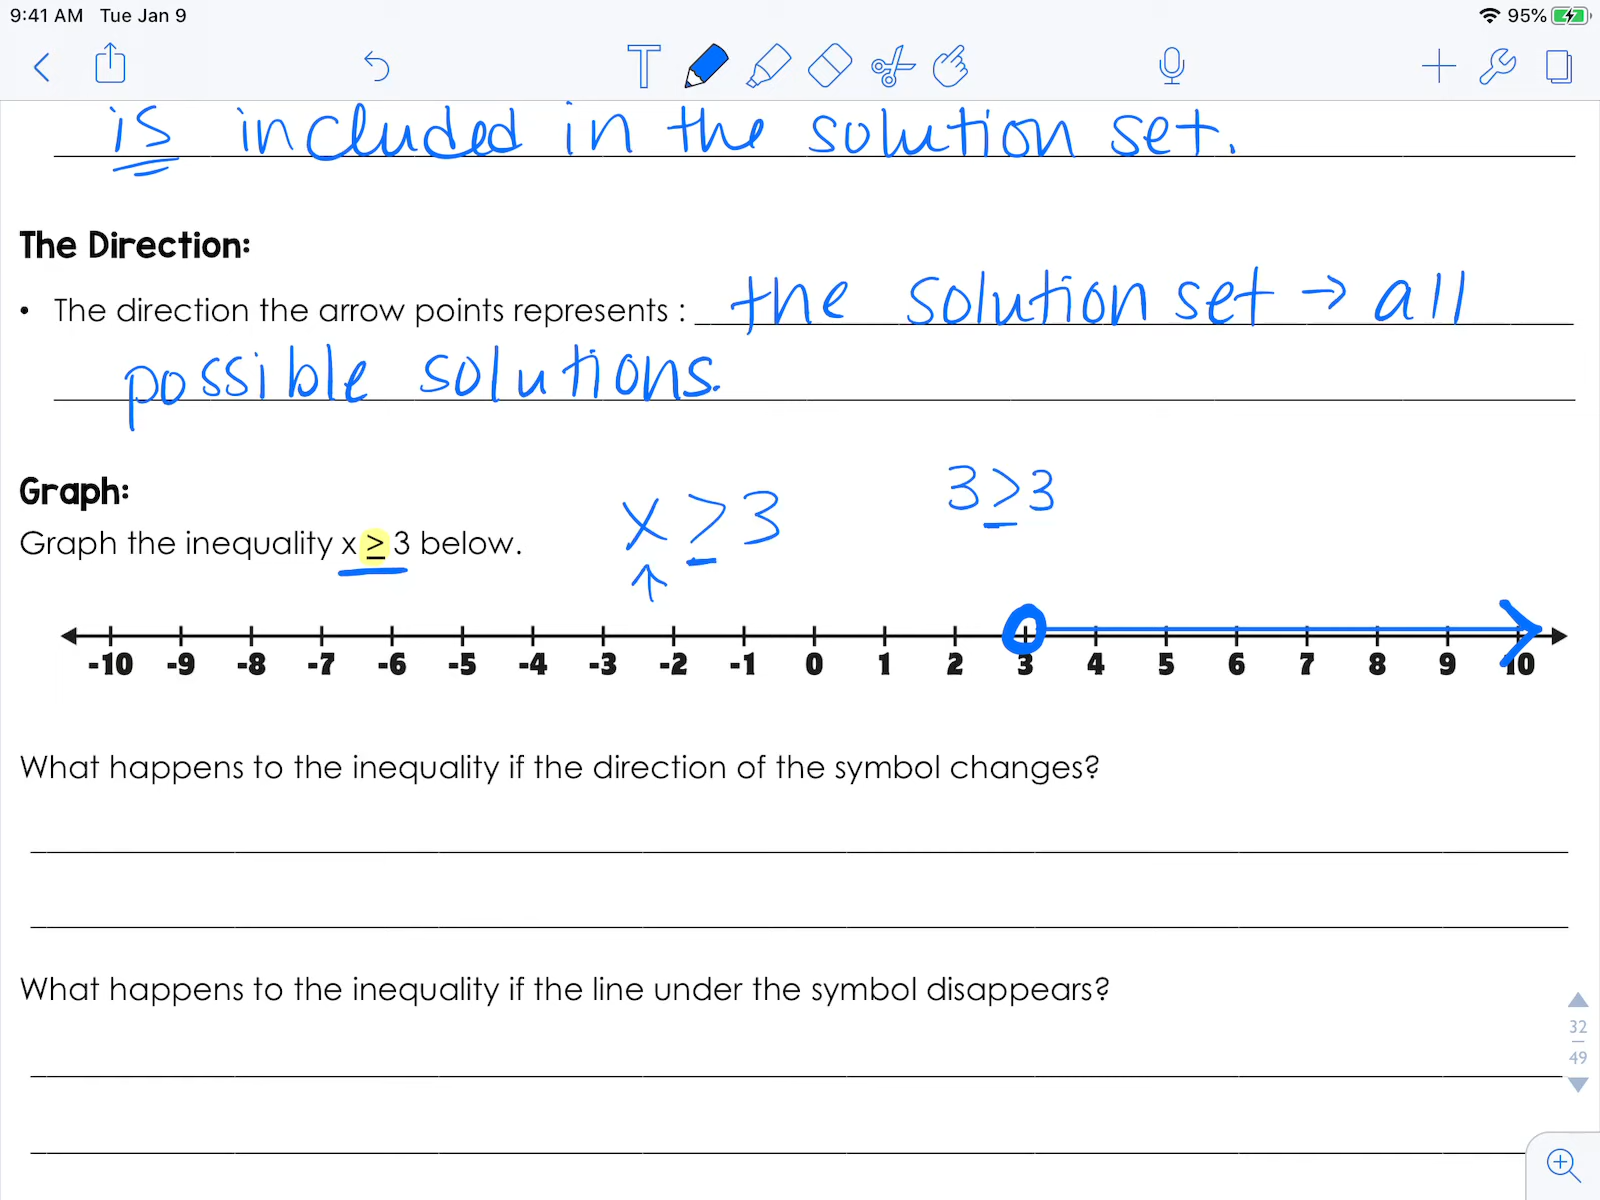 9:41 AM Tue Jan 9 95%
T
is included in the solution set.
The Direction:
• The direction the arrow points represents : the solution set → all
possible solutions.
Graph:
x ≥ 3
3 ≥ 3
Graph the inequality x ≥ 3 below.
-10 -9 -8 -7 -6 -5 -4 -3 -2 -1 0 1 2 3 4 5 6 7 8 9 10
What happens to the inequality if the direction of the symbol changes?
What happens to the inequality if the line under the symbol disappears?
32
49